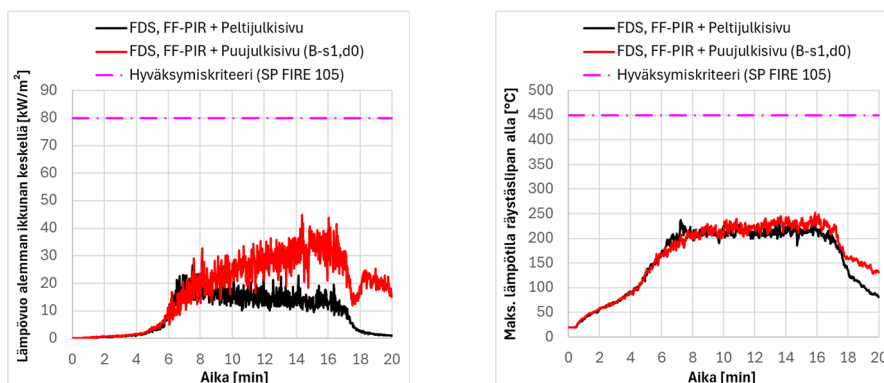 FDS, FF-PIR + Peltijulkisivu
FDS, FF-PIR + Puujulkisivu (B-s1,d0)
Hyväksymiskriteeri (SP FIRE 105)
Lämpövuo alemman ikkunan keskellä [kW/m²]
90
80
70
60
50
40
30
20
10
0
0 2 4 6 8 10 12 14 16 18 20
Aika [min]
FDS, FF-PIR + Peltijulkisivu
FDS, FF-PIR + Puujulkisivu (B-s1,d0)
Hyväksymiskriteeri (SP FIRE 105)
Maks. lämpötila räystäslipan alla [°C]
500
450
400
350
300
250
200
150
100
50
0
0 2 4 6 8 10 12 14 16 18 20
Aika [min]